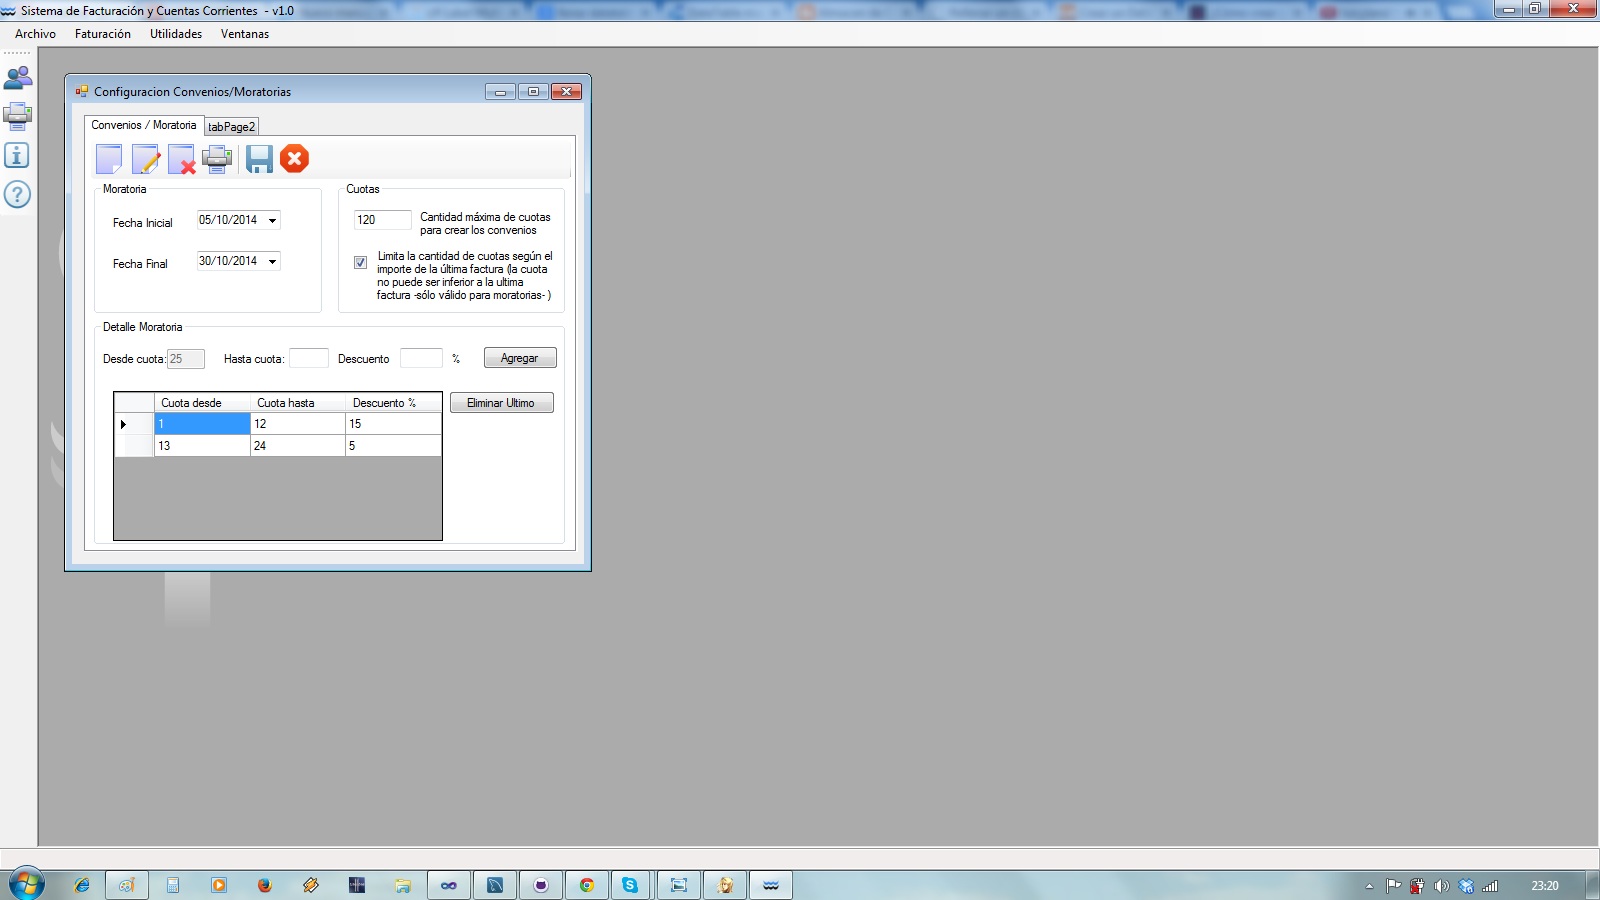 Sistema de Facturación y Cuentas Corrientes - v1.0
Archivo Faturación Utilidades Ventanas
Configuracion Convenios/Moratorias
Convenios / Moratoria tabPage2
Moratoria
Fecha Inicial 05/10/2014
Fecha Final 30/10/2014
Cuotas
120
Cantidad máxima de cuotas
para crear los convenios
Limita la cantidad de cuotas según el
importe de la última factura (la cuota
no puede ser inferior a la ultima
factura -sólo válido para moratorias- )
Detalle Moratoria
Desde cuota: 25 Hasta cuota: Descuento % Agregar
Cuota desde Cuota hasta Descuento %
1 12 15
13 24 5
Eliminar Ultimo
23:20